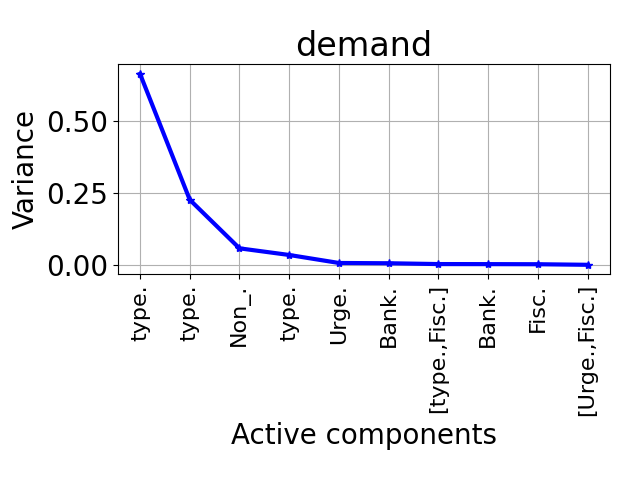 demand
Variance
0.50
0.25
0.00
type.
type.
Non_.
type.
Urge.
Bank.
[type.,Fisc.]
Bank.
Fisc.
[Urge.,Fisc.]
Active components